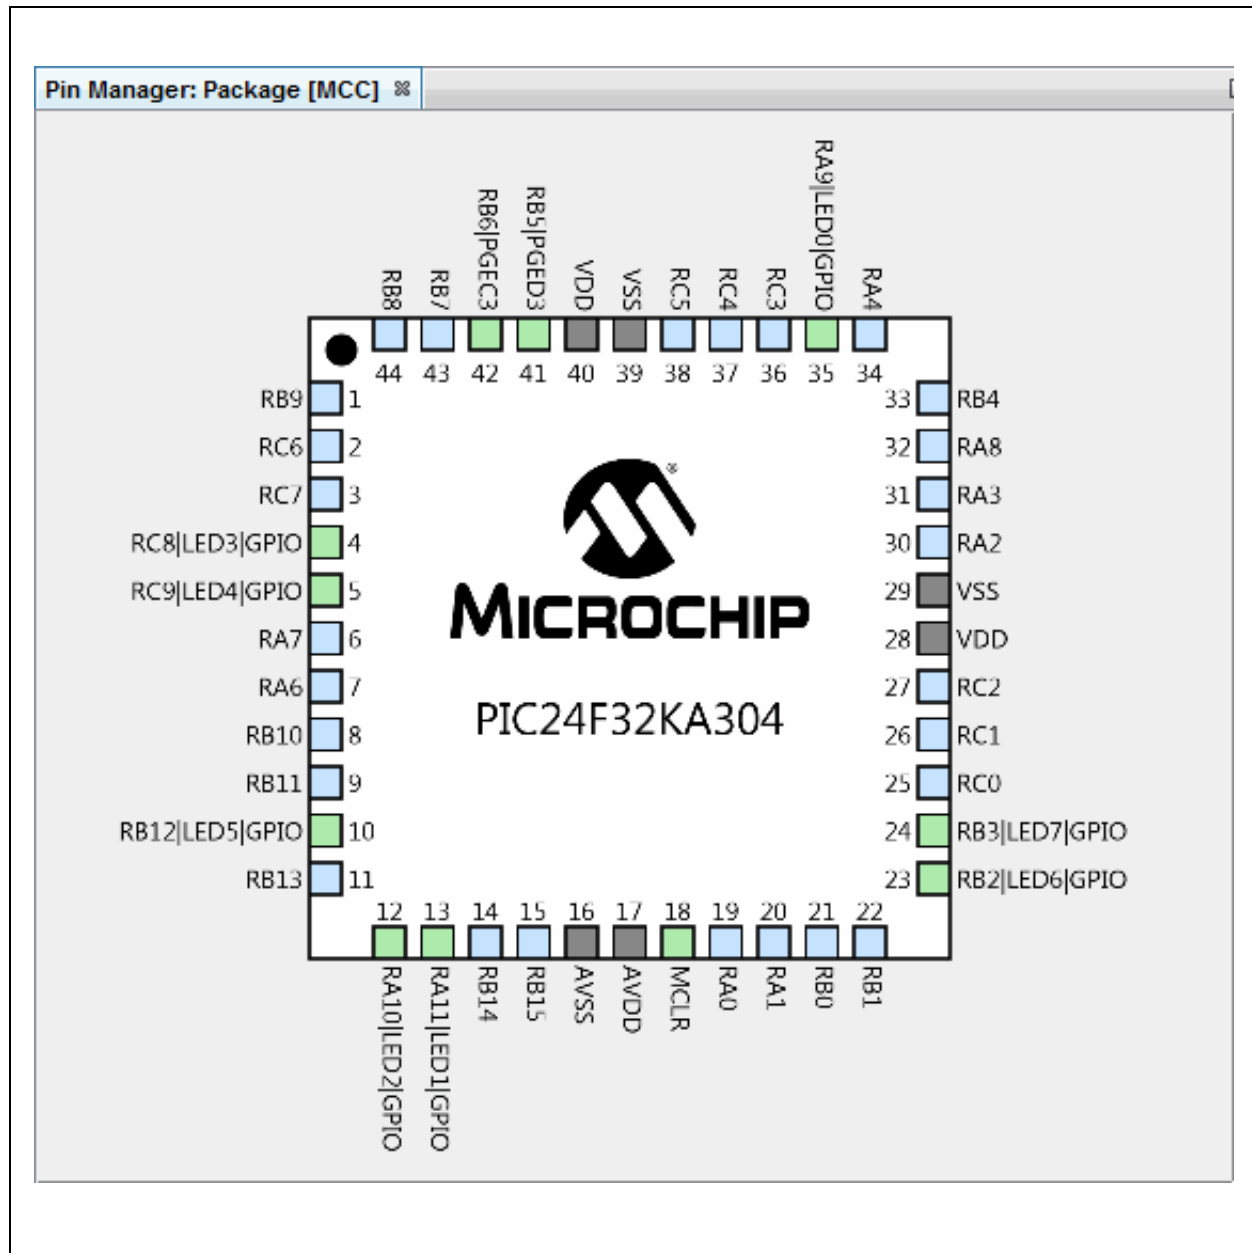 Pin Manager: Package [MCC]
RB8
RB7
RB6|PGEC3
RB5|PGED3
VDD
VSS
RC5
RC4
RC3
RA9|LED0|GPIO
RA4
44 43 42 41 40 39 38 37 36 35 34
RB9 1
RC6 2
RC7 3
RC8|LED3|GPIO 4
RC9|LED4|GPIO 5
RA7 6
RA6 7
RB10 8
RB11 9
RB12|LED5|GPIO 10
RB13 11
33 RB4
32 RA8
31 RA3
30 RA2
29 VSS
28 VDD
27 RC2
26 RC1
25 RC0
24 RB3|LED7|GPIO
23 RB2|LED6|GPIO
®
MICROCHIP
PIC24F32KA304
12 13 14 15 16 17 18 19 20 21 22
RA10|LED2|GPIO
RA11|LED1|GPIO
RB14
RB15
AVSS
AVDD
MCLR
RA0
RA1
RB0
RB1